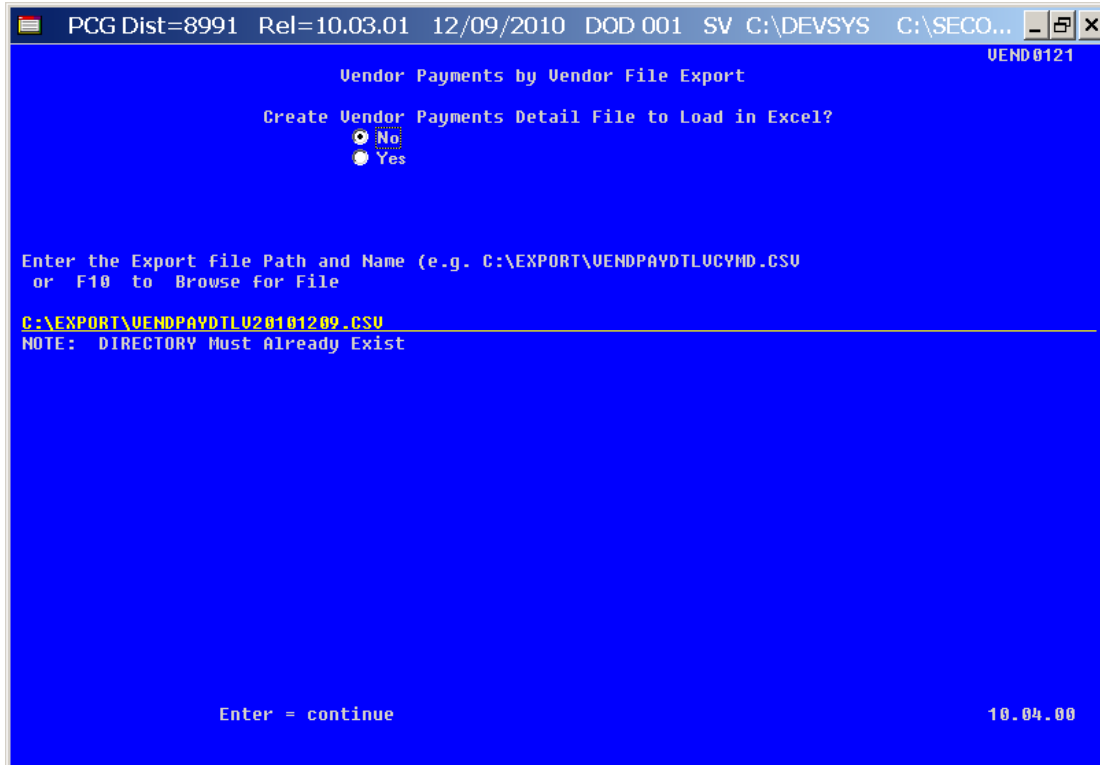 PCG Dist=8991 Rel=10.03.01 12/09/2010 DOD 001 SV C:\DEVSYS C:\SECO...
VEND0121
Vendor Payments by Vendor File Export
Create Vendor Payments Detail File to Load in Excel?
No
Yes
Enter the Export file Path and Name (e.g. C:\EXPORT\VENDPAYDTLVCYMD.CSV
or F10 to Browse for File
C:\EXPORT\VENDPAYDTLV20101209.CSV
NOTE: DIRECTORY Must Already Exist
Enter = continue
10.04.00